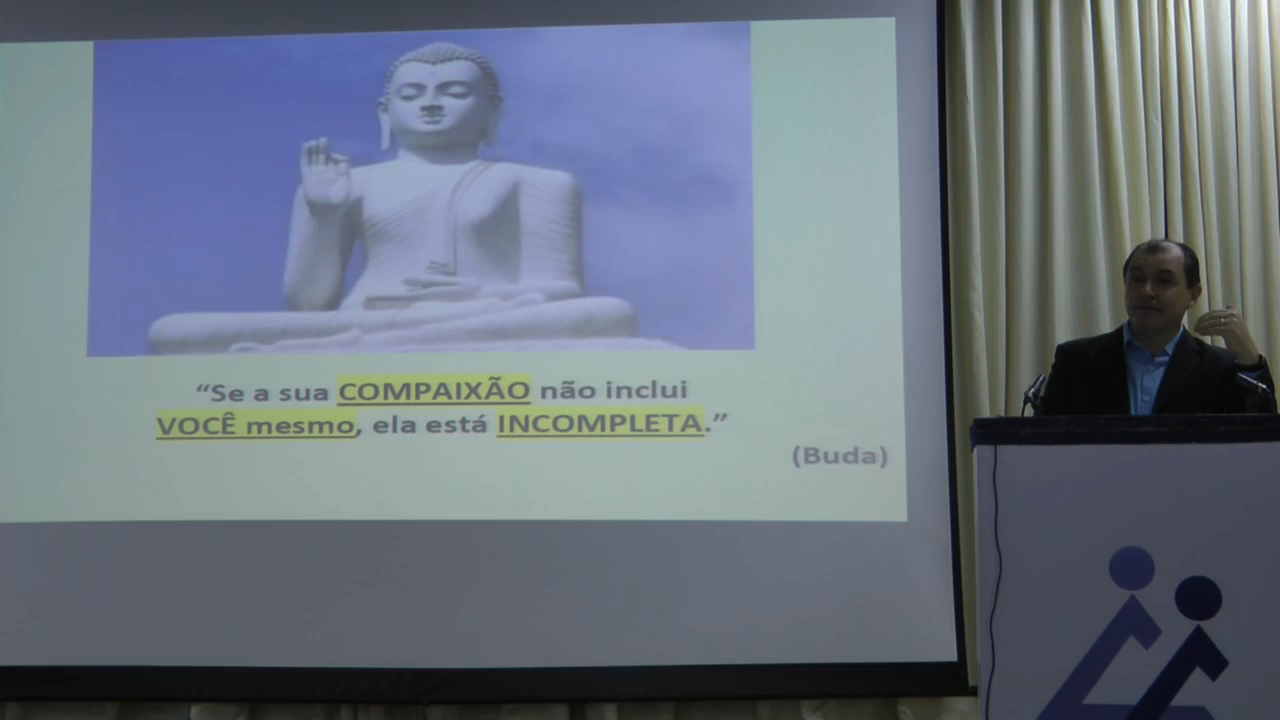 “Se a sua COMPAIXÃO não inclui
VOCÊ mesmo, ela está INCOMPLETA.”
(Buda)